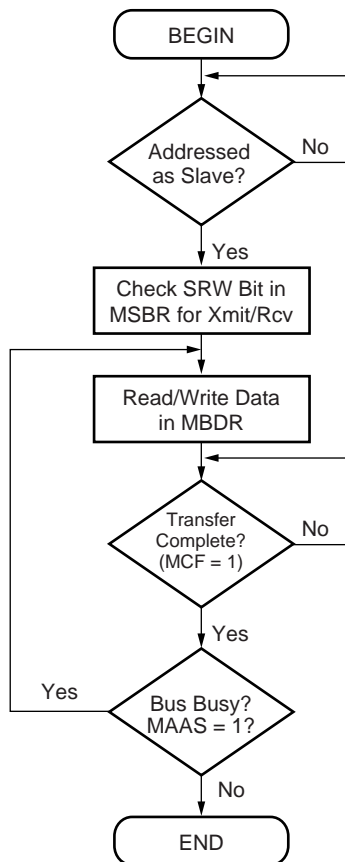 BEGIN
Addressed
as Slave?
No
Yes
Check SRW Bit in
MSBR for Xmit/Rcv
Read/Write Data
in MBDR
Transfer
Complete?
(MCF = 1)
No
Yes
Yes
Bus Busy?
MAAS = 1?
No
END